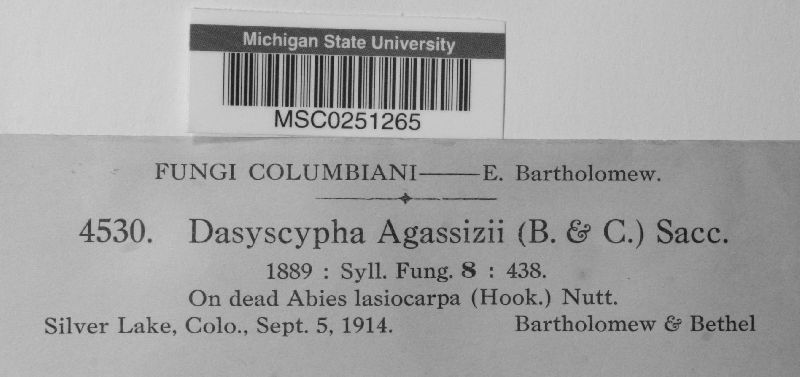 Michigan State University
MSC0251265
FUNGI COLUMBIANI——E. Bartholomew.
4530. Dasyscypha Agassizii (B. & C.) Sacc.
1889 : Syll. Fung. 8 : 438.
On dead Abies lasiocarpa (Hook.) Nutt.
Silver Lake, Colo., Sept. 5, 1914. Bartholomew & Bethel